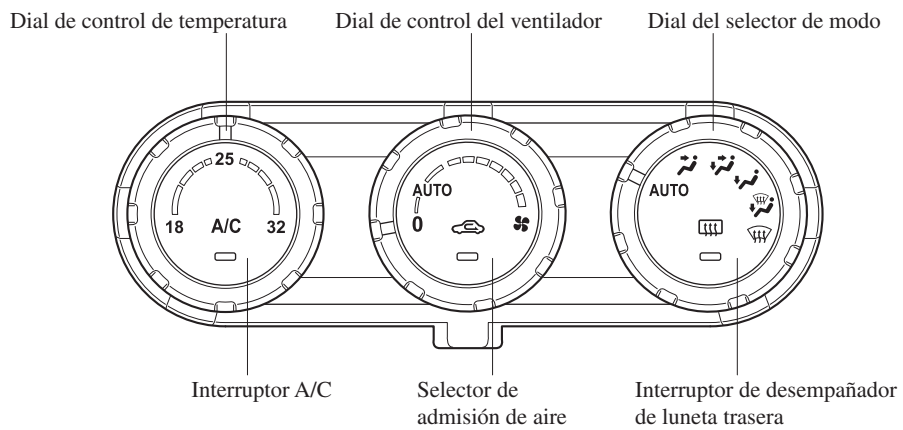 Dial de control de temperatura
Dial de control del ventilador
Dial del selector de modo
25
18 A/C 32
AUTO
0
AUTO
Interruptor A/C
Selector de
admisión de aire
Interruptor de desempañador
de luneta trasera